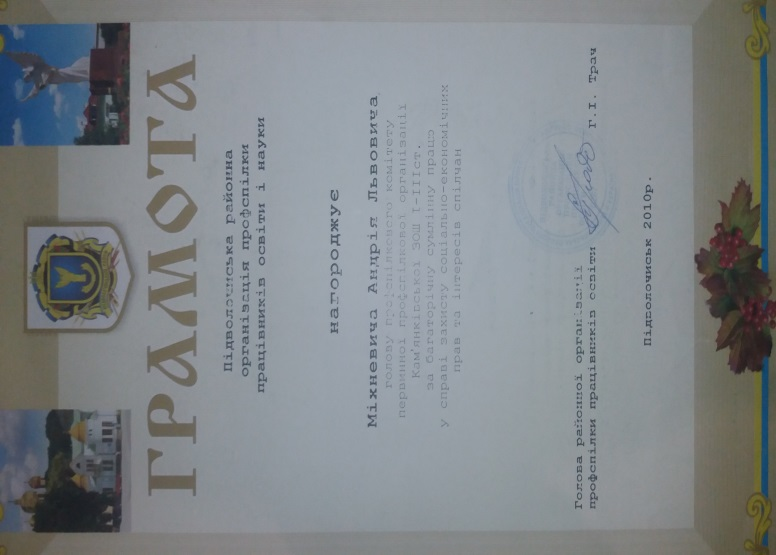 ГРАМОТА
Підволочиська районна
організація профспілки
працівників освіти і науки
нагороджує
Міхневича Андрія Львовича
голову профспілкового комітету
первинної профспілкової організації
Кам'янківської ЗОШ І-ІІІст.
за багаторічну сумлінну працю
у справі захисту соціально-економічних
прав та інтересів спілчан
Голова районної організації
профспілки працівників освіти Г.І. Трач
Підволочиськ 2010р.